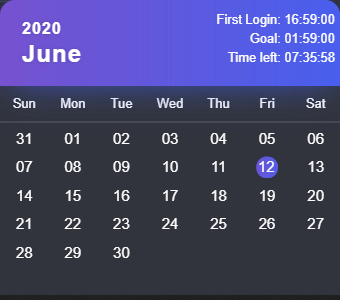 2020
June
First Login: 16:59:00
Goal: 01:59:00
Time left: 07:35:58
Sun Mon Tue Wed Thu Fri Sat
31 01 02 03 04 05 06
07 08 09 10 11 12 13
14 15 16 17 18 19 20
21 22 23 24 25 26 27
28 29 30